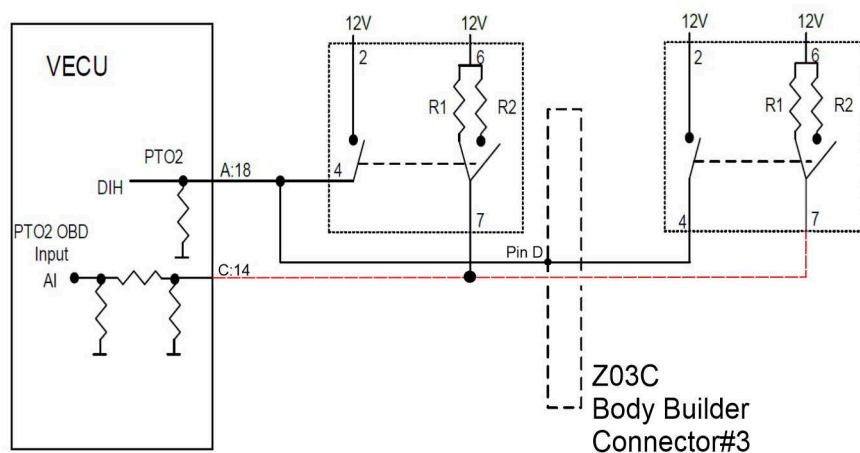 12V 12V 12V 12V
VECU
2 6 2 6
R1 R2 R1 R2
PTO2 A:18 4
DIH
7 4 7
PTO2 OBD
Input
Pin D
AI C:14
Z03C
Body Builder
Connector#3